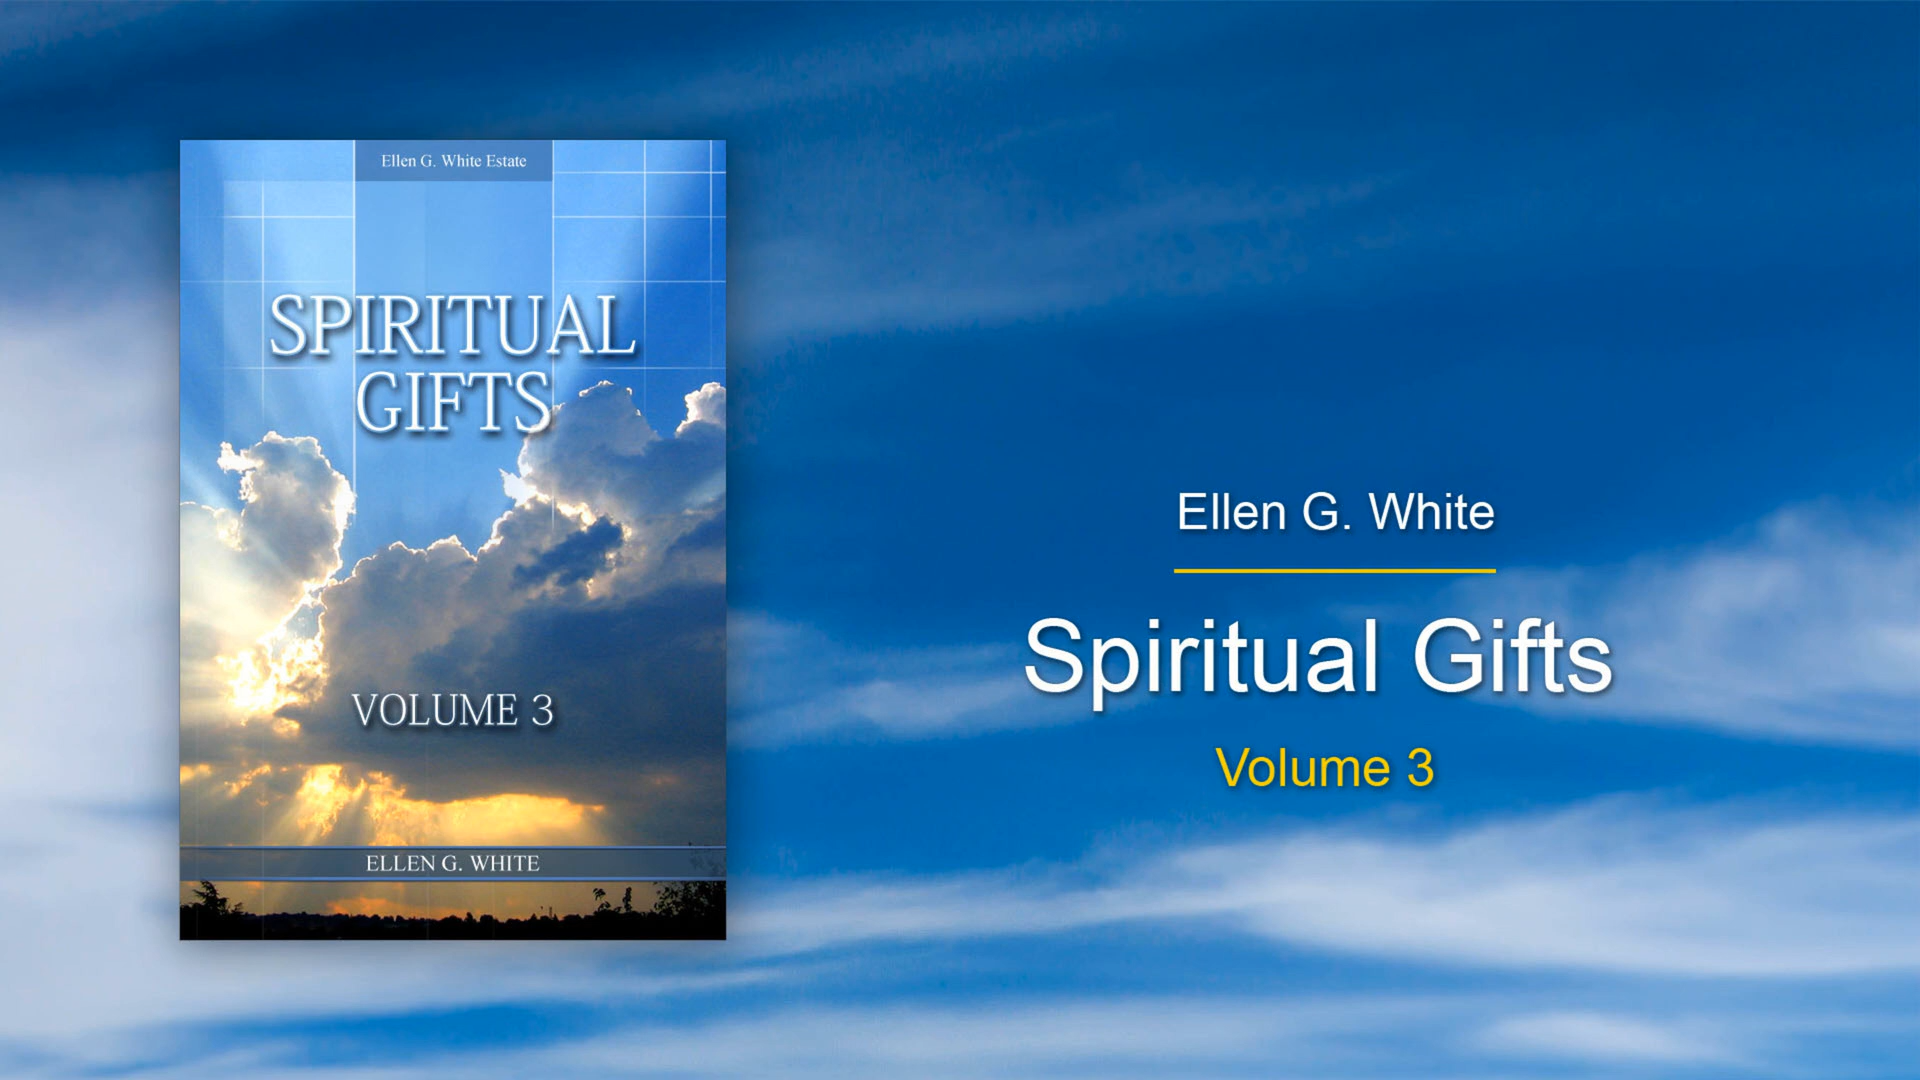 Ellen G. White Estate
SPIRITUAL
GIFTS
VOLUME 3
ELLEN G. WHITE
Ellen G. White
Spiritual Gifts
Volume 3